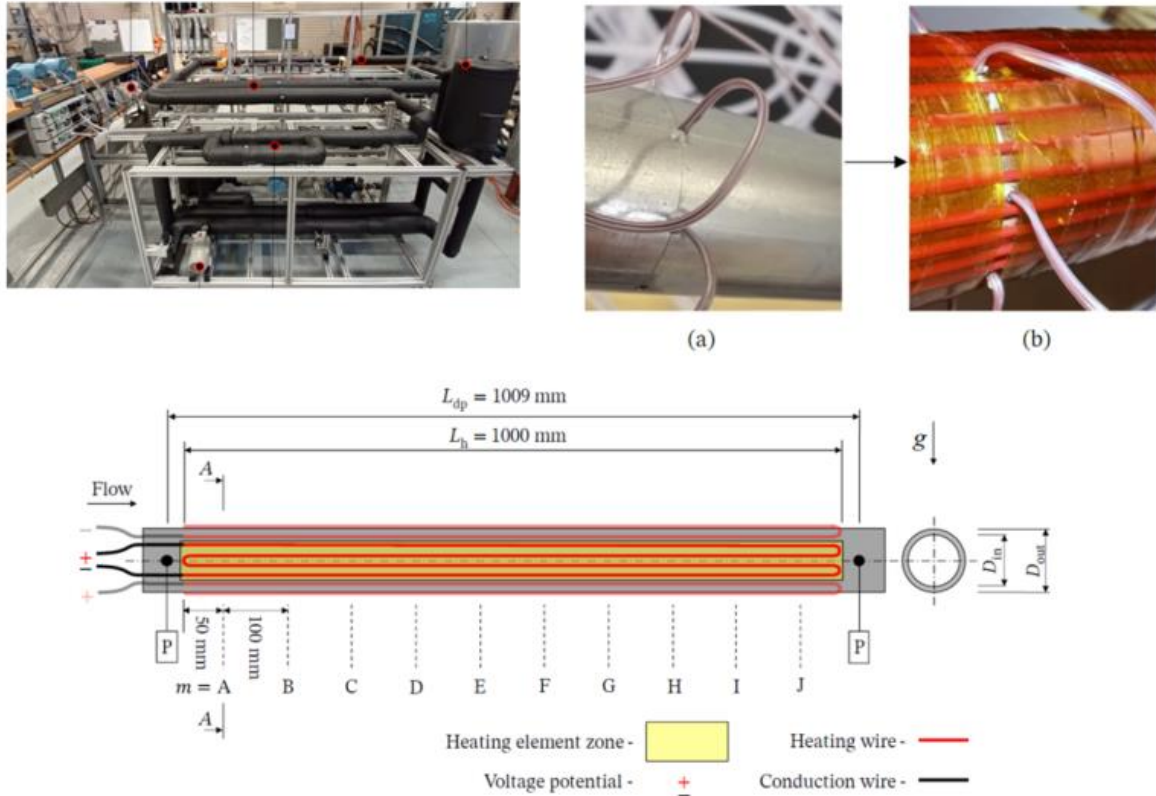 (a)
(b)
L_dp = 1009 mm
L_h = 1000 mm
g
A
Flow
−
+
−
+
D_in
D_out
50 mm
100 mm
P
P
m = A B C D E F G H I J
A
Heating element zone -
Heating wire -
Voltage potential - + −
Conduction wire -